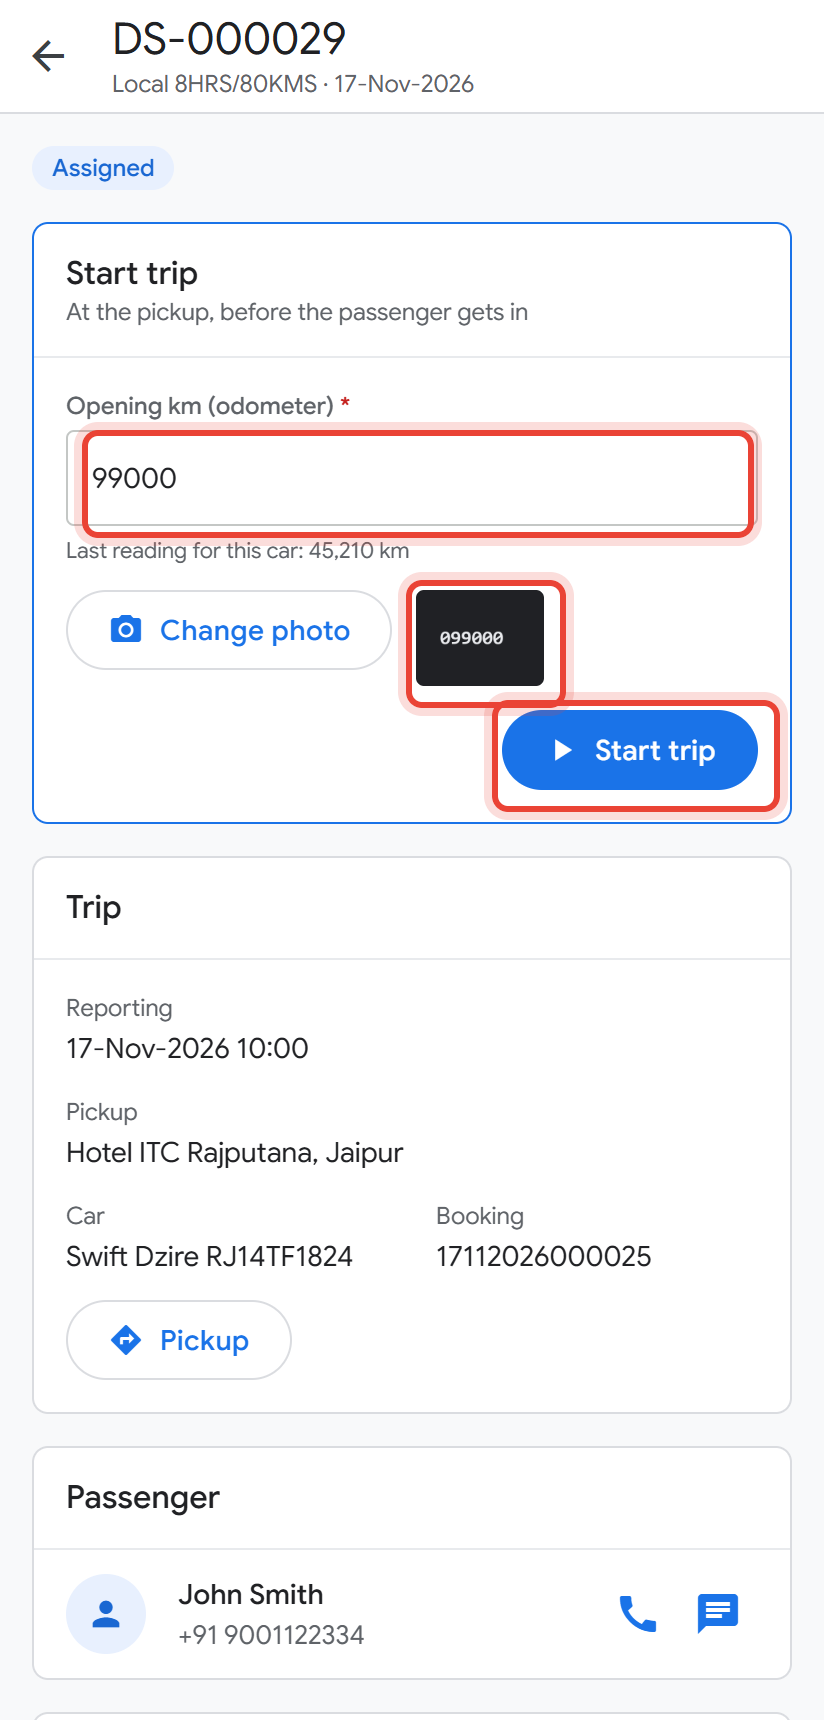 DS-000029
Local 8HRS/80KMS · 17-Nov-2026
Assigned
Start trip
At the pickup, before the passenger gets in
Opening km (odometer) *
99000
Last reading for this car: 45,210 km
Change photo
099000
Start trip
Trip
Reporting
17-Nov-2026 10:00
Pickup
Hotel ITC Rajputana, Jaipur
Car Booking
Swift Dzire RJ14TF1824 17112026000025
Pickup
Passenger
John Smith
+91 9001122334